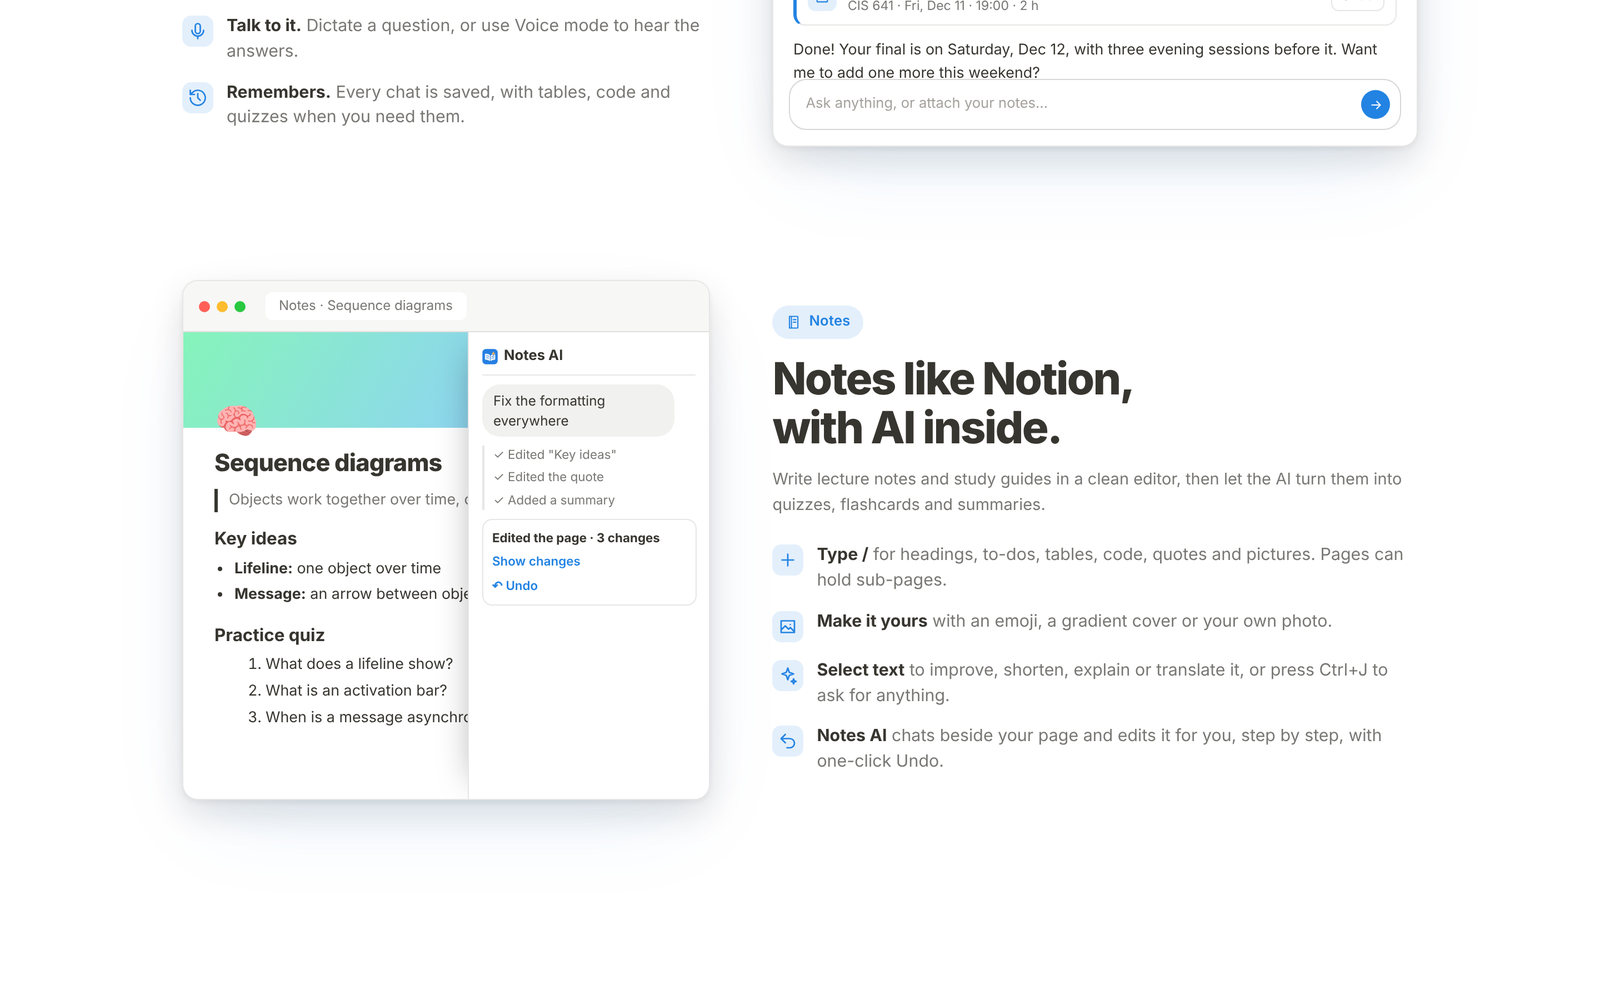 Talk to it. Dictate a question, or use Voice mode to hear the
answers.
Remembers. Every chat is saved, with tables, code and
quizzes when you need them.
CIS 641 · Fri, Dec 11 · 19:00 · 2 h
Done! Your final is on Saturday, Dec 12, with three evening sessions before it. Want
me to add one more this weekend?
Ask anything, or attach your notes...
Notes · Sequence diagrams
Sequence diagrams
Objects work together over time,
Key ideas
• Lifeline: one object over time
• Message: an arrow between obje
Practice quiz
1. What does a lifeline show?
2. What is an activation bar?
3. When is a message asynchro
Notes AI
Fix the formatting
everywhere
✓ Edited "Key ideas"
✓ Edited the quote
✓ Added a summary
Edited the page · 3 changes
Show changes
↶ Undo
Notes
Notes like Notion,
with AI inside.
Write lecture notes and study guides in a clean editor, then let the AI turn them into
quizzes, flashcards and summaries.
Type / for headings, to-dos, tables, code, quotes and pictures. Pages can
hold sub-pages.
Make it yours with an emoji, a gradient cover or your own photo.
Select text to improve, shorten, explain or translate it, or press Ctrl+J to
ask for anything.
Notes AI chats beside your page and edits it for you, step by step, with
one-click Undo.